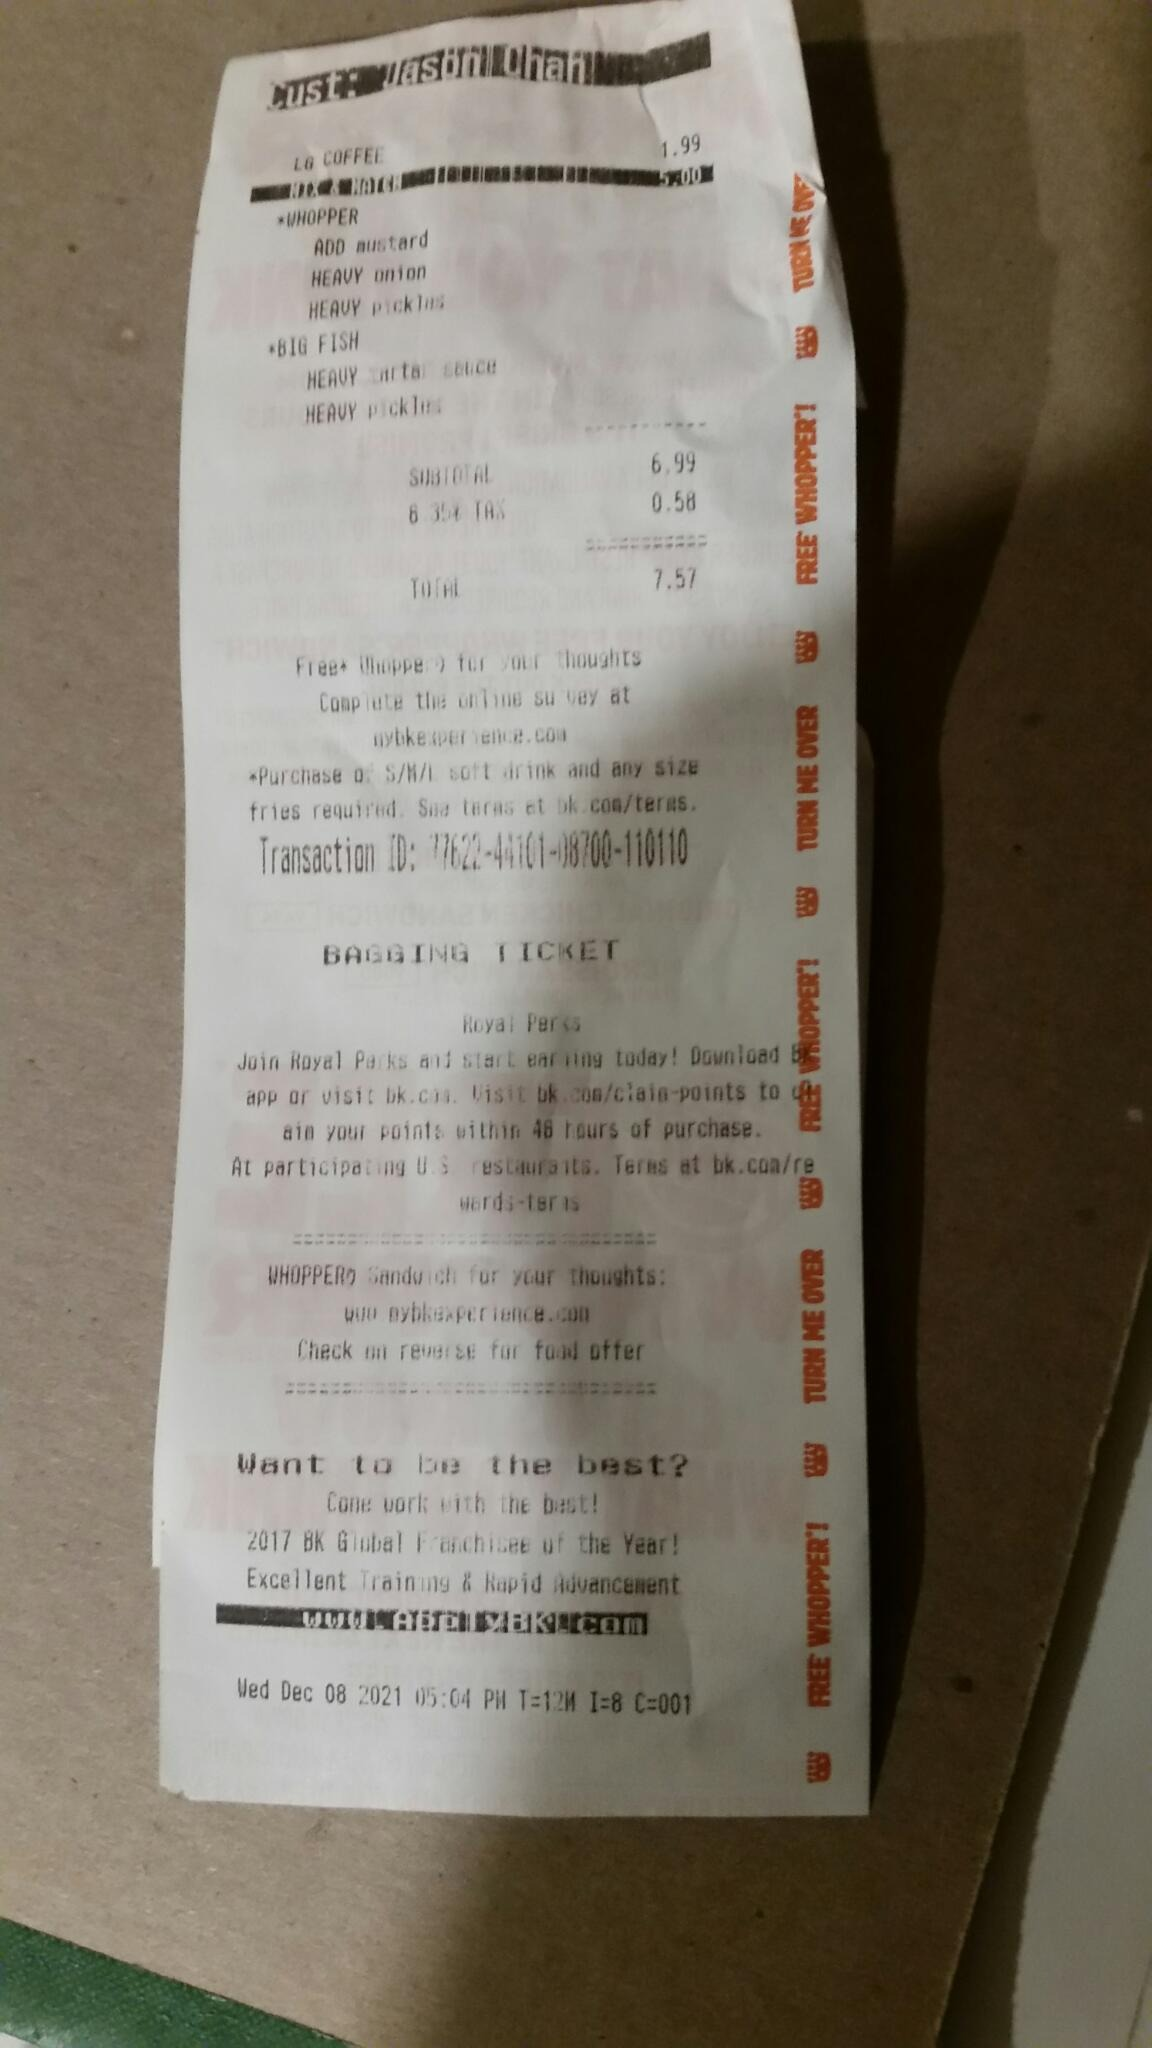 Cust: Jason Chan
LG COFFEE 1.99
MIX & MATCH 5.00
*WHOPPER
ADD mustard
HEAVY onion
HEAVY pickles
*BIG FISH
HEAVY tartar sauce
HEAVY pickles
-----------
SUBTOTAL 6.99
TAX 0.58
===========
TOTAL 7.57
Free* Whopper® for your thoughts
Complete the online survey at
mybkexperience.com
*Purchase of S/M/L soft drink and any size
fries required. See terms at bk.com/terms.
Transaction ID: 77622-44101-08700-110110
BAGGING TICKET
Royal Perks
Join Royal Perks and start earning today! Download BK
app or visit bk.com. Visit bk.com/claim-points to cl
aim your points within 48 hours of purchase.
At participating U.S. restaurants. Terms at bk.com/re
wards-terms
==============================
WHOPPER® Sandwich for your thoughts:
www.mybkexperience.com
Check on reverse for food offer
==============================
Want to be the best?
Come work with the best!
2017 BK Global Franchisee of the Year!
Excellent Training & Rapid Advancement
www.ApplyBK.com
Wed Dec 08 2021 05:04 PM T=12M I=8 C=001
TURN ME OVER
FREE WHOPPER*!
TURN ME OVER
FREE WHOPPER*!
TURN ME OVER
FREE WHOPPER*!